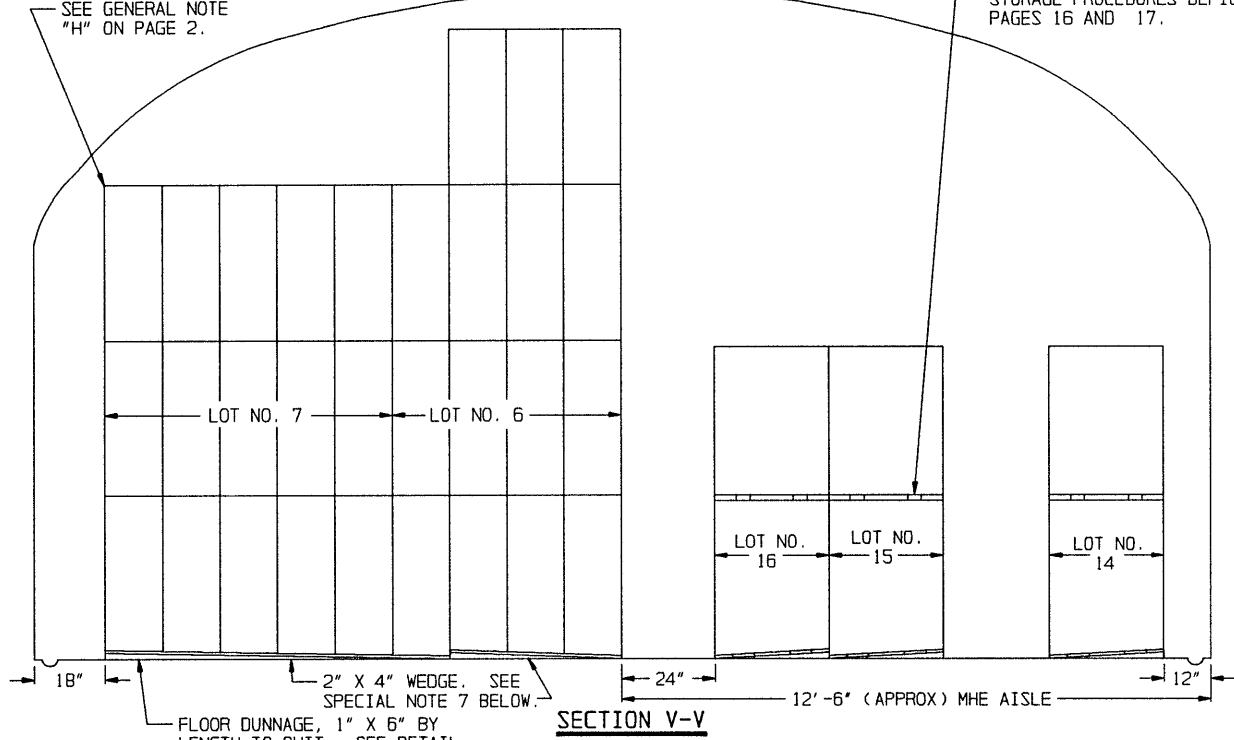 SEE GENERAL NOTE
"H" ON PAGE 2.
PAGES 16 AND 17.
LOT NO. 7
LOT NO. 6
LOT NO.
16
LOT NO.
15
LOT NO.
14
18"
2" X 4" WEDGE. SEE
SPECIAL NOTE 7 BELOW.
24"
12'-6" (APPROX) MHE AISLE
12"
FLOOR DUNNAGE, 1" X 6" BY
SECTION V-V